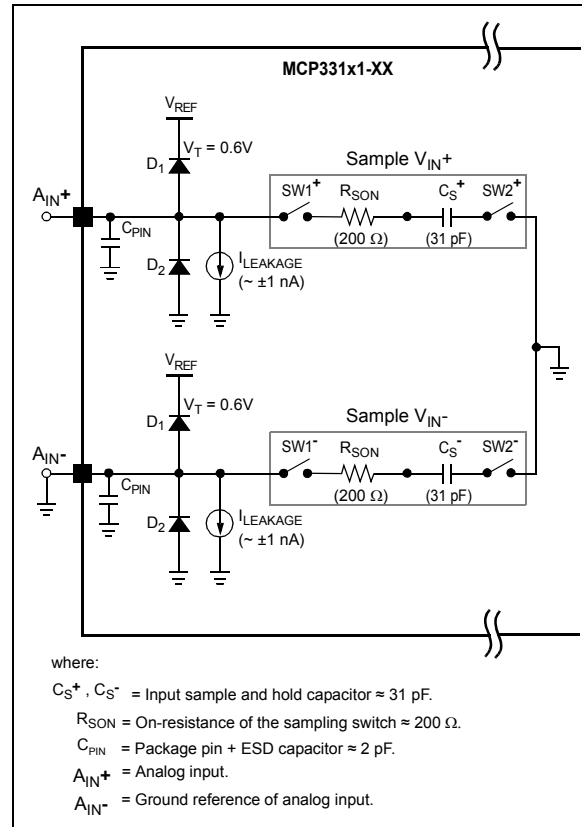 MCP331x1-XX
VREF
VT = 0.6V
D1
Sample VIN+
AIN+
SW1+
RSON
CS+
SW2+
(200 Ω)
(31 pF)
CPIN
D2
ILEAKAGE
(~ ±1 nA)
VREF
VT = 0.6V
D1
Sample VIN-
AIN-
SW1-
RSON
CS-
SW2-
(200 Ω)
(31 pF)
CPIN
D2
ILEAKAGE
(~ ±1 nA)
where:
CS+ , CS- = Input sample and hold capacitor ≈ 31 pF.
RSON = On-resistance of the sampling switch ≈ 200 Ω.
CPIN = Package pin + ESD capacitor ≈ 2 pF.
AIN+ = Analog input.
AIN- = Ground reference of analog input.